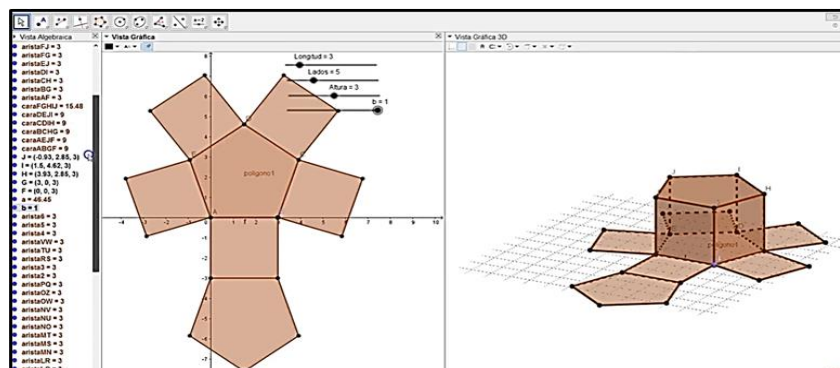 Vista Algebraica
aristaFJ = 3
aristaFG = 3
aristaEJ = 3
aristaDI = 3
aristaCH = 3
aristaBG = 3
aristaAF = 3
caraFGHIJ = 15.48
caraDEJI = 9
caraCDIH = 9
caraBCHG = 9
caraAEJF = 9
caraABGF = 9
J = (-0.93, 2.85, 3)
I = (1.5, 4.62, 3)
H = (3.93, 2.85, 3)
G = (3, 0, 3)
F = (0, 0, 3)
a = 46.45
b = 1
arista6 = 3
arista5 = 3
arista4 = 3
aristaVW = 3
aristaTU = 3
aristaRS = 3
arista3 = 3
arista2 = 3
aristaPQ = 3
aristaOZ = 3
aristaOW = 3
aristaNV = 3
aristaNU = 3
aristaNO = 3
aristaMT = 3
aristaMS = 3
aristaMN = 3
aristaLR = 3
Vista Gráfica
Longitud = 3
Lados = 5
Altura = 3
b = 1
polígono1
A
Vista Gráfica 3D
J
I
H
polígono1